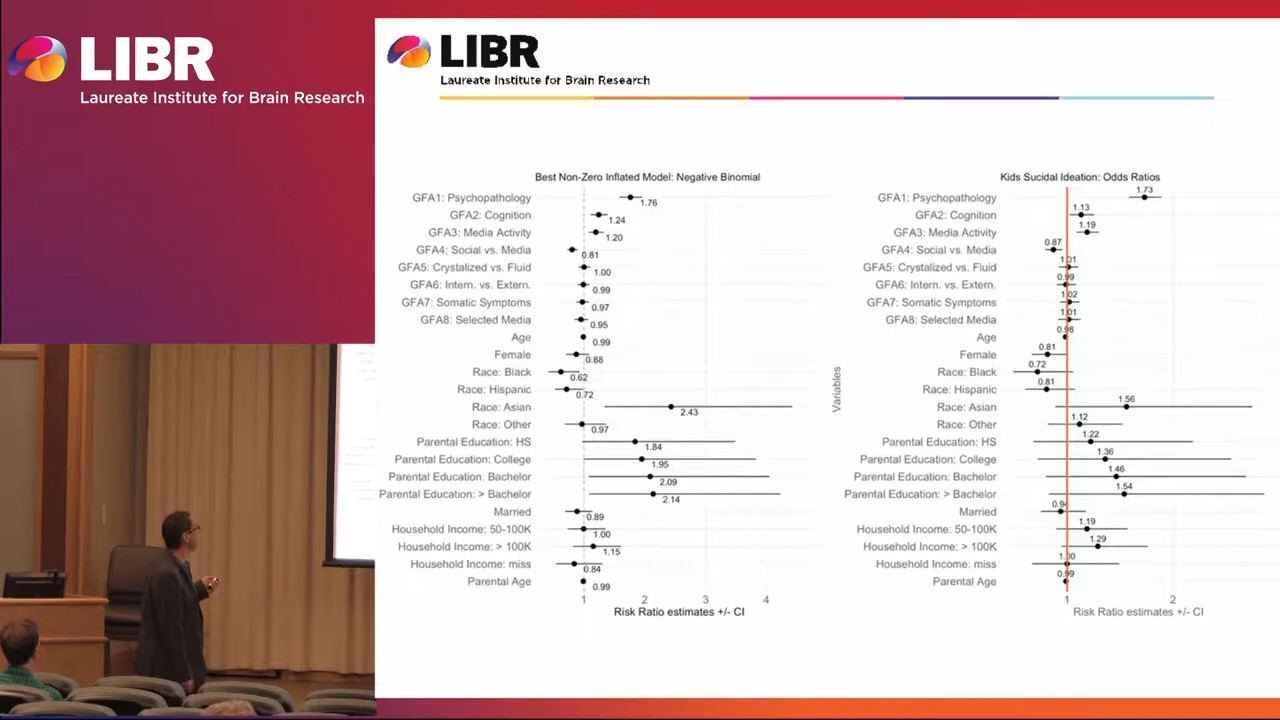 LIBR
Laureate Institute for Brain Research
LIBR
Laureate Institute for Brain Research
Best Non-Zero Inflated Model: Negative Binomial
GFA1: Psychopathology 1.76
GFA2: Cognition 1.24
GFA3: Media Activity 1.20
GFA4: Social vs. Media 0.81
GFA5: Crystalized vs. Fluid 1.00
GFA6: Intern. vs. Extern. 0.99
GFA7: Somatic Symptoms 0.97
GFA8: Selected Media 0.95
Age 0.99
Female 0.88
Race: Black 0.62
Race: Hispanic 0.72
Race: Asian 2.43
Race: Other 0.97
Parental Education: HS 1.84
Parental Education: College 1.95
Parental Education: Bachelor 2.09
Parental Education: > Bachelor 2.14
Married 0.89
Household Income: 50-100K 1.00
Household Income: > 100K 1.15
Household Income: miss 0.84
Parental Age 0.99
1 2 3 4
Risk Ratio estimates +/- CI
Kids Sucidal Ideation: Odds Ratios
Variables
GFA1: Psychopathology 1.73
GFA2: Cognition 1.13
GFA3: Media Activity 1.19
GFA4: Social vs. Media 0.87
GFA5: Crystalized vs. Fluid 1.01
GFA6: Intern. vs. Extern. 0.99
GFA7: Somatic Symptoms 1.02
GFA8: Selected Media 1.01
Age 0.98
Female 0.81
Race: Black 0.72
Race: Hispanic 0.81
Race: Asian 1.56
Race: Other 1.12
Parental Education: HS 1.22
Parental Education: College 1.36
Parental Education: Bachelor 1.46
Parental Education: > Bachelor 1.54
Married
Household Income: 50-100K 1.19
Household Income: > 100K 1.29
Household Income: miss 1.00
Parental Age 0.99
1 2
Risk Ratio estimates +/- CI